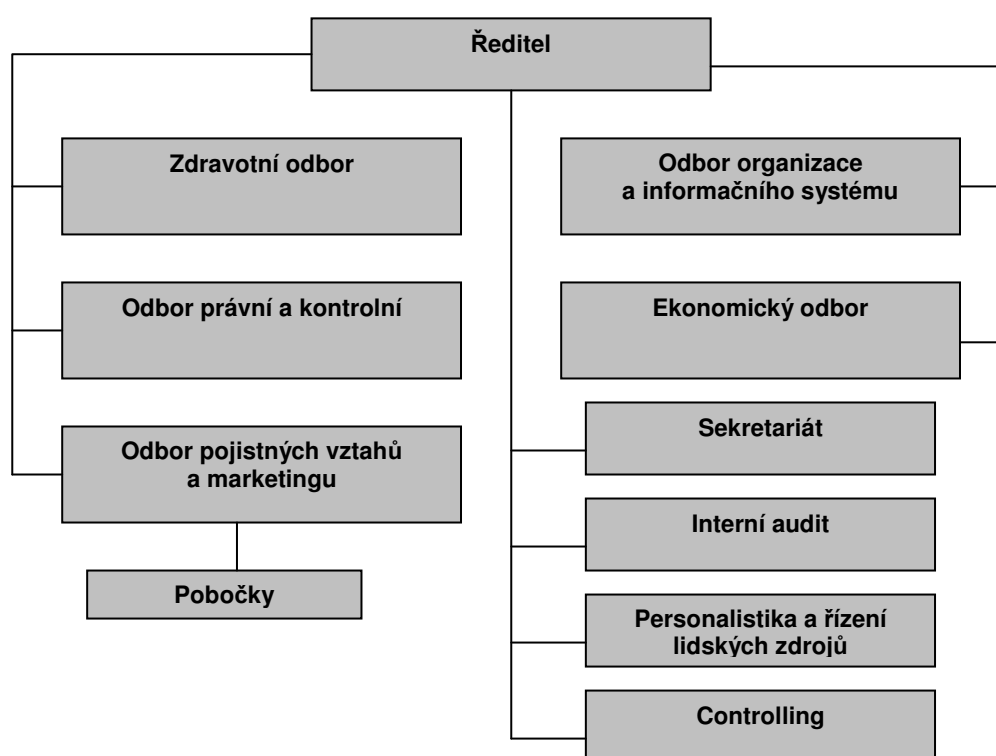 Ředitel
Zdravotní odbor
Odbor organizace
a informačního systému
Odbor právní a kontrolní
Ekonomický odbor
Odbor pojistných vztahů
a marketingu
Sekretariát
Interní audit
Pobočky
Personalistika a řízení
lidských zdrojů
Controlling